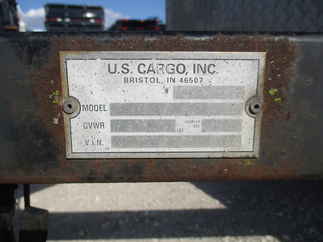 U.S. CARGO, INC.
BRISTOL, IN 46507
MODEL
GVWR
V.I.N.